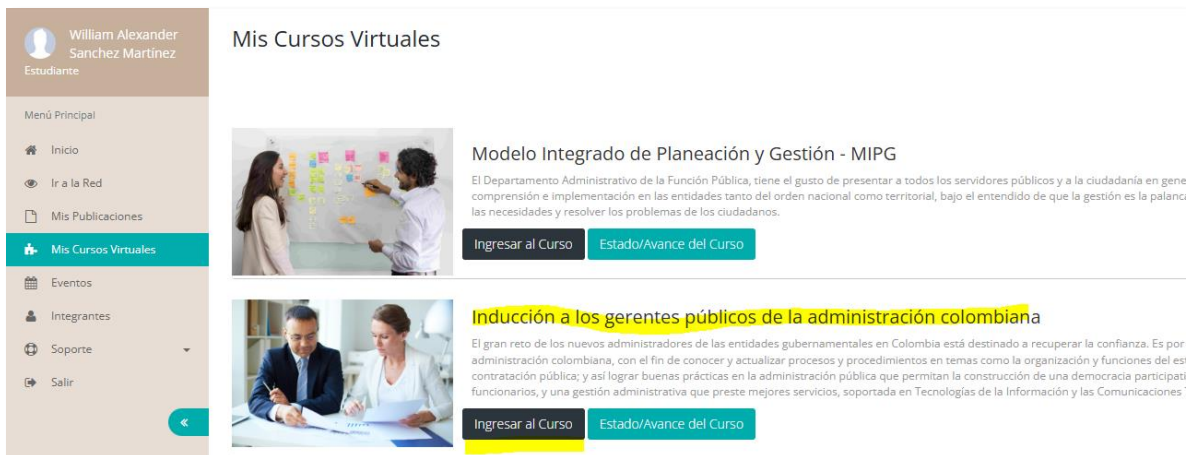 William Alexander
Sanchez Martínez
Estudiante
Menú Principal
Inicio
Ir a la Red
Mis Publicaciones
Mis Cursos Virtuales
Eventos
Integrantes
Soporte
Salir
Mis Cursos Virtuales
Modelo Integrado de Planeación y Gestión - MIPG
El Departamento Administrativo de la Función Pública, tiene el gusto de presentar a todos los servidores públicos y a la ciudadanía en gene
comprensión e implementación en las entidades tanto del orden nacional como territorial, bajo el entendido de que la gestión es la palanca
las necesidades y resolver los problemas de los ciudadanos.
Ingresar al Curso
Estado/Avance del Curso
Inducción a los gerentes públicos de la administración colombiana
El gran reto de los nuevos administradores de las entidades gubernamentales en Colombia está destinado a recuperar la confianza. Es por
administración colombiana, con el fin de conocer y actualizar procesos y procedimientos en temas como la organización y funciones del est
contratación pública; y así lograr buenas prácticas en la administración pública que permitan la construcción de una democracia participati
funcionarios, y una gestión administrativa que preste mejores servicios, soportada en Tecnologías de la Información y las Comunicaciones
Ingresar al Curso
Estado/Avance del Curso